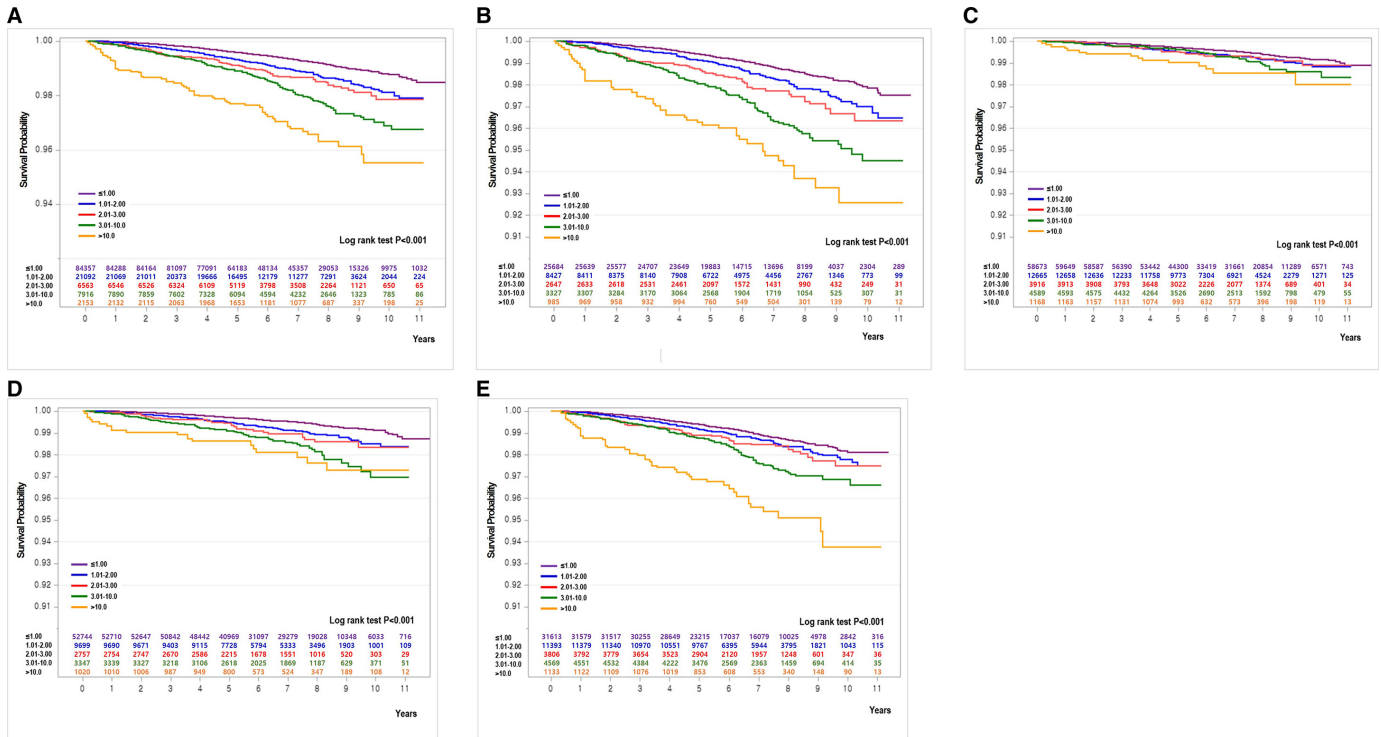 A
Survival Probability
1.00
0.98
0.96
0.94
≤1.00
1.01-2.00
2.01-3.00
3.01-10.0
>10.0
Log rank test P<0.001
≤1.00 84357 84288 84164 81097 77091 64183 48134 45357 29053 15326 9975 1032
1.01-2.00 21092 21069 21011 20373 19666 16495 12179 11277 7291 3624 2044 224
2.01-3.00 6563 6546 6526 6324 6109 5119 3798 3508 2264 1121 650 65
3.01-10.0 7916 7890 7859 7602 7328 6094 4594 4232 2646 1323 785 86
>10.0 2153 2132 2115 2063 1968 1653 1181 1077 687 337 198 25
0 1 2 3 4 5 6 7 8 9 10 11
Years
B
Survival Probability
1.00
0.99
0.98
0.97
0.96
0.95
0.94
0.93
0.92
0.91
≤1.00
1.01-2.00
2.01-3.00
3.01-10.0
>10.0
Log rank test P<0.001
≤1.00 25684 25639 25577 24707 23649 19883 14715 13696 8199 4037 2304 289
1.01-2.00 8427 8411 8375 8140 7908 6722 4975 4456 2767 1346 773 99
2.01-3.00 2647 2633 2618 2531 2461 2097 1572 1431 990 432 249 31
3.01-10.0 3327 3307 3284 3170 3064 2568 1904 1719 1054 525 307 31
>10.0 985 969 958 932 994 760 549 504 301 139 79 12
0 1 2 3 4 5 6 7 8 9 10 11
Years
C
Survival Probability
1.00
0.99
0.98
0.97
0.96
0.95
0.94
0.93
0.92
0.91
≤1.00
1.01-2.00
2.01-3.00
3.01-10.0
>10.0
Log rank test P<0.001
≤1.00 58673 59649 58587 56390 53442 44300 33419 31661 20854 11289 6571 743
1.01-2.00 12665 12658 12636 12233 11758 9773 7304 6921 4524 2279 1271 125
2.01-3.00 3916 3913 3908 3793 3648 3022 2226 2077 1374 689 401 34
3.01-10.0 4589 4593 4575 4432 4264 3526 2690 2513 1592 798 479 55
>10.0 1168 1163 1157 1131 1074 993 632 573 396 198 119 13
0 1 2 3 4 5 6 7 8 9 10 11
Years
D
Survival Probability
1.00
0.99
0.98
0.97
0.96
0.95
0.94
0.93
0.92
0.91
≤1.00
1.01-2.00
2.01-3.00
3.01-10.0
>10.0
Log rank test P<0.001
≤1.00 52744 52710 52647 50842 48442 40969 31097 29279 19028 10348 6033 716
1.01-2.00 9699 9690 9671 9403 9115 7728 5794 5333 3496 1903 1001 109
2.01-3.00 2757 2754 2747 2670 2586 2215 1678 1551 1016 520 303 29
3.01-10.0 3347 3339 3327 3218 3106 2618 2025 1869 1187 629 371 51
>10.0 1020 1010 1006 987 949 800 573 524 347 189 108 12
0 1 2 3 4 5 6 7 8 9 10 11
Years
E
Survival Probability
1.00
0.99
0.98
0.97
0.96
0.95
0.94
0.93
0.92
0.91
≤1.00
1.01-2.00
2.01-3.00
3.01-10.0
>10.0
Log rank test P<0.001
≤1.00 31613 31579 31517 30255 28649 23215 17037 16079 10025 4978 2842 316
1.01-2.00 11393 11379 11340 10970 10551 9767 6395 5944 3795 1821 1043 115
2.01-3.00 3806 3792 3779 3654 3523 2904 2120 1957 1248 601 347 36
3.01-10.0 4569 4551 4532 4384 4222 3476 2569 2363 1459 694 414 35
>10.0 1133 1122 1109 1076 1019 853 608 553 340 148 90 13
0 1 2 3 4 5 6 7 8 9 10 11
Years